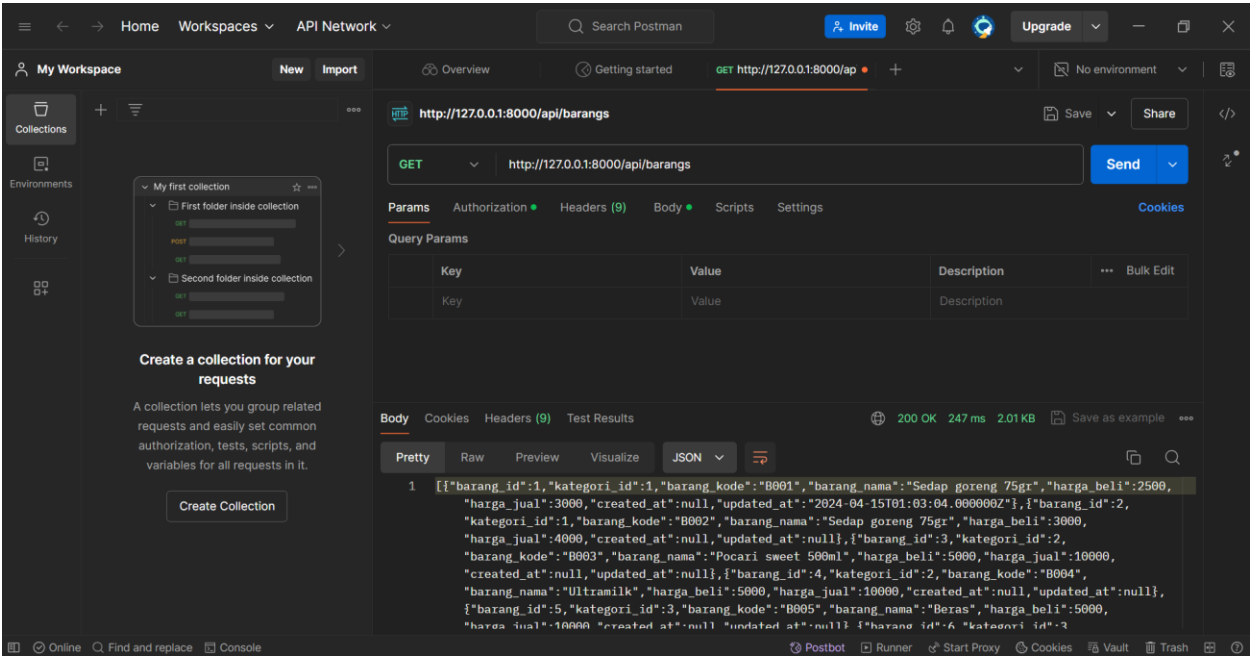 Home Workspaces API Network Search Postman Invite Upgrade
My Workspace New Import Overview Getting started GET http://127.0.0.1:8000/ap No environment
Collections
Environments
History
My first collection
First folder inside collection
GET
POST
GET
Second folder inside collection
GET
GET
Create a collection for your
requests
A collection lets you group related
requests and easily set common
authorization, tests, scripts, and
variables for all requests in it.
Create Collection
HTTP http://127.0.0.1:8000/api/barangs Save Share
GET http://127.0.0.1:8000/api/barangs Send
Params Authorization Headers (9) Body Scripts Settings Cookies
Query Params
Key Value Description Bulk Edit
Key Value Description
Body Cookies Headers (9) Test Results 200 OK 247 ms 2.01 KB Save as example
Pretty Raw Preview Visualize JSON
1 [{"barang_id":1,"kategori_id":1,"barang_kode":"B001","barang_nama":"Sedap goreng 75gr","harga_beli":2500,
"harga_jual":3000,"created_at":null,"updated_at":"2024-04-15T01:03:04.000000Z"},{"barang_id":2,
"kategori_id":1,"barang_kode":"B002","barang_nama":"Sedap goreng 75gr","harga_beli":3000,
"harga_jual":4000,"created_at":null,"updated_at":null},{"barang_id":3,"kategori_id":2,
"barang_kode":"B003","barang_nama":"Pocari sweet 500ml","harga_beli":5000,"harga_jual":10000,
"created_at":null,"updated_at":null},{"barang_id":4,"kategori_id":2,"barang_kode":"B004",
"barang_nama":"Ultramilk","harga_beli":5000,"harga_jual":10000,"created_at":null,"updated_at":null},
{"barang_id":5,"kategori_id":3,"barang_kode":"B005","barang_nama":"Beras","harga_beli":5000,
"harga_jual":10000,"created_at":null,"updated_at":null},{"barang_id":6,"kategori_id":3
Online Find and replace Console Postbot Runner Start Proxy Cookies Vault Trash